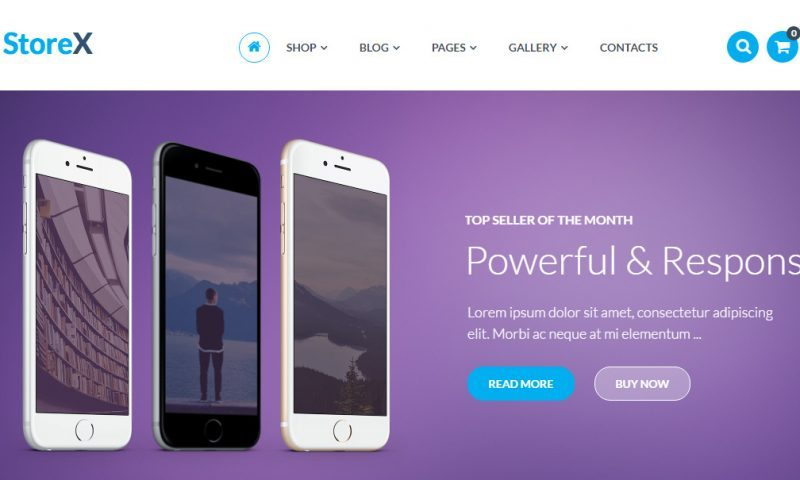 StoreX
SHOP
BLOG
PAGES
GALLERY
CONTACTS
0
TOP SELLER OF THE MONTH
Powerful & Respons
Lorem ipsum dolor sit amet, consectetur adipiscing
elit. Morbi ac neque at mi elementum ...
READ MORE
BUY NOW